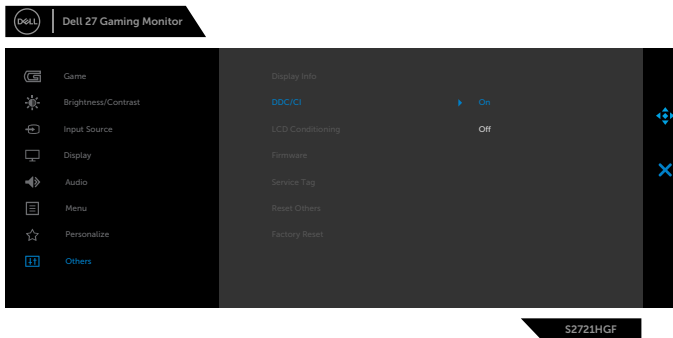 DELL
Dell 27 Gaming Monitor
Game
Display Info
Brightness/Contrast
DDC/CI
On
Input Source
LCD Conditioning
Off
Display
Firmware
Audio
Service Tag
Menu
Reset Others
Personalize
Factory Reset
Others
S2721HGF